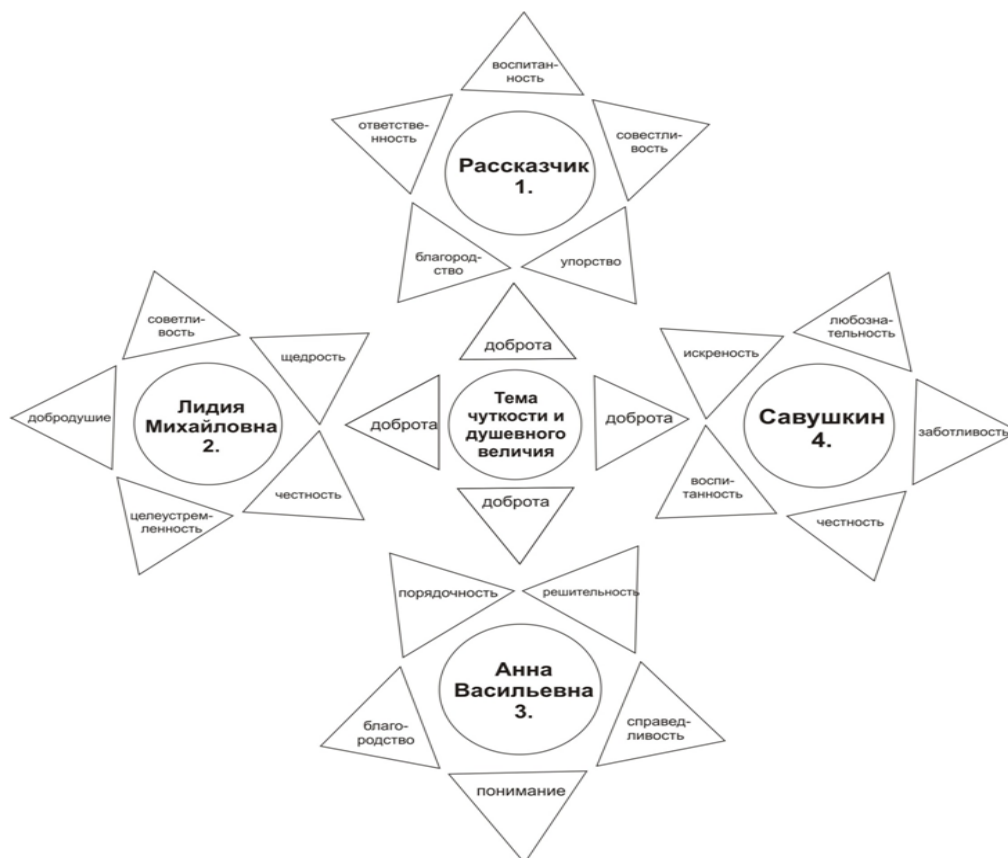 воспитан-
ность
ответстве-
нность
совестли-
вость
Рассказчик
1.
благород-
ство
упорство
советли-
вость
щедрость
добродушие
Лидия
Михайловна
2.
целеустрем-
ленность
честность
доброта
доброта
Тема
чуткости и
душевного
величия
доброта
доброта
искреность
любозна-
тельность
Савушкин
4.
заботливость
воспи-
танность
честность
порядочность
решительность
Анна
Васильевна
3.
благо-
родство
справед-
ливость
понимание